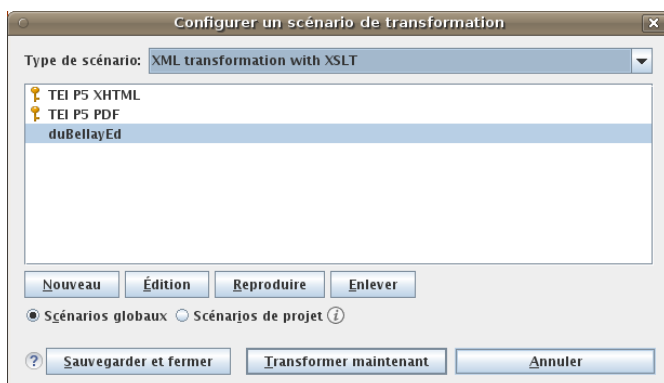 Configurer un scénario de transformation
Type de scénario: XML transformation with XSLT
TEI P5 XHTML
TEI P5 PDF
duBellayEd
Nouveau Édition Reproduire Enlever
Scénarios globaux Scénarios de projet i
? Sauvegarder et fermer Transformer maintenant Annuler